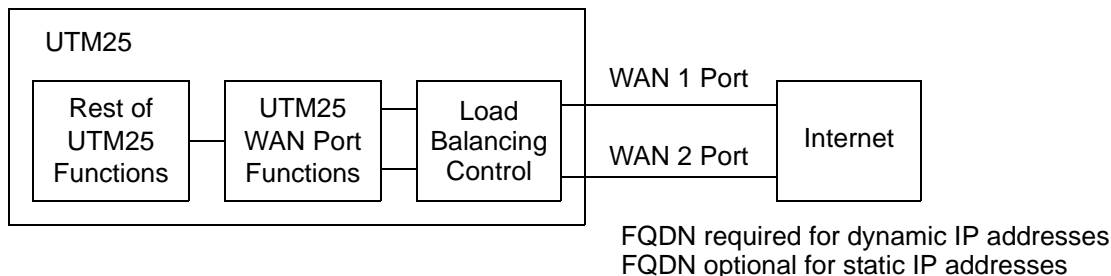 UTM25
Rest of
UTM25
Functions
UTM25
WAN Port
Functions
Load
Balancing
Control
WAN 1 Port
WAN 2 Port
Internet
FQDN required for dynamic IP addresses
FQDN optional for static IP addresses